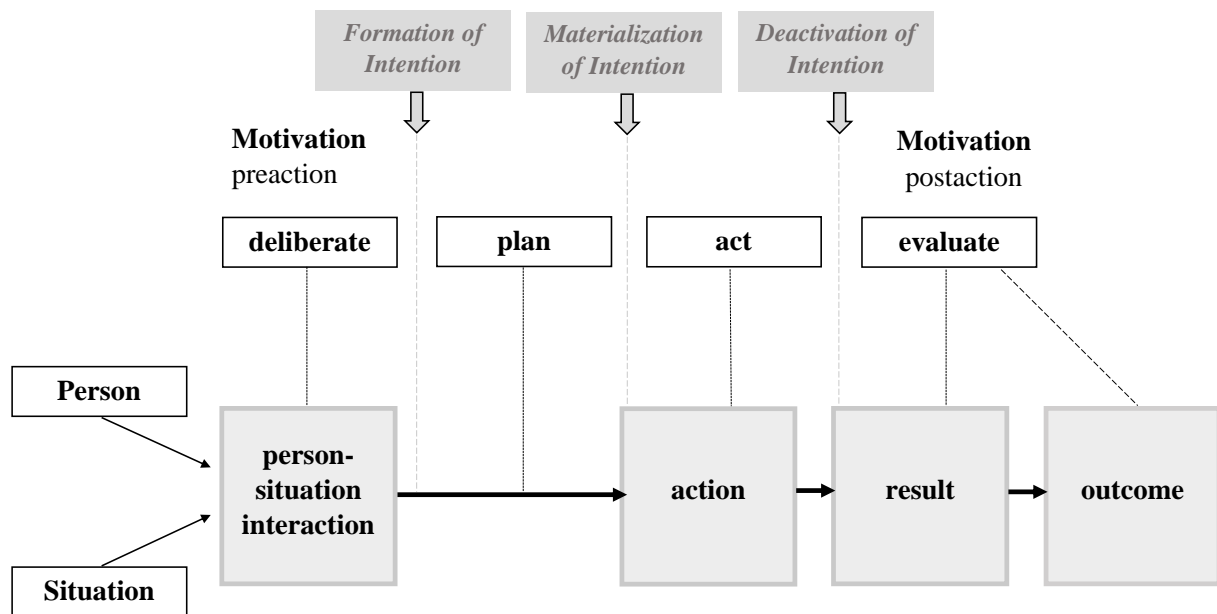 Formation of
Intention
Materialization
of Intention
Deactivation of
Intention
Motivation
preaction
Motivation
postaction
deliberate
plan
act
evaluate
Person
person-
situation
interaction
action
result
outcome
Situation